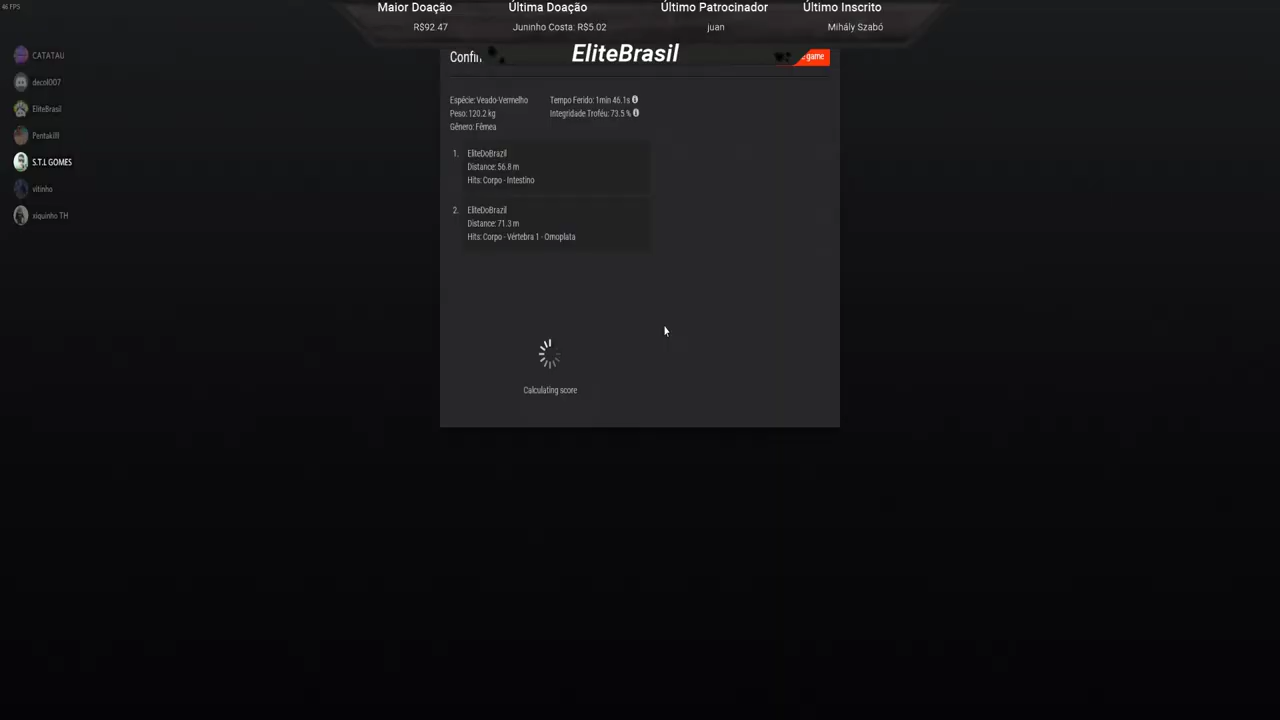 46 FPS
Maior Doação
Última Doação
Último Patrocinador
Último Inscrito
R$92.47
Juninho Costa: R$5.02
juan
Mihály Szabó
EliteBrasil
game
CATATAU
decol007
EliteBrasil
Pentakilll
S.T.I. GOMES
vitinho
xiquinho TH
Espécie: Veado-Vermelho
Peso: 120.2 kg
Gênero: Fêmea
Tempo Ferido: 1min 46.1s
Integridade Troféu: 73.5 %
1.
EliteDoBrazil
Distance: 56.8 m
Hits: Corpo - Intestino
2.
EliteDoBrazil
Distance: 71.3 m
Hits: Corpo - Vértebra 1 - Omoplata
Calculating score